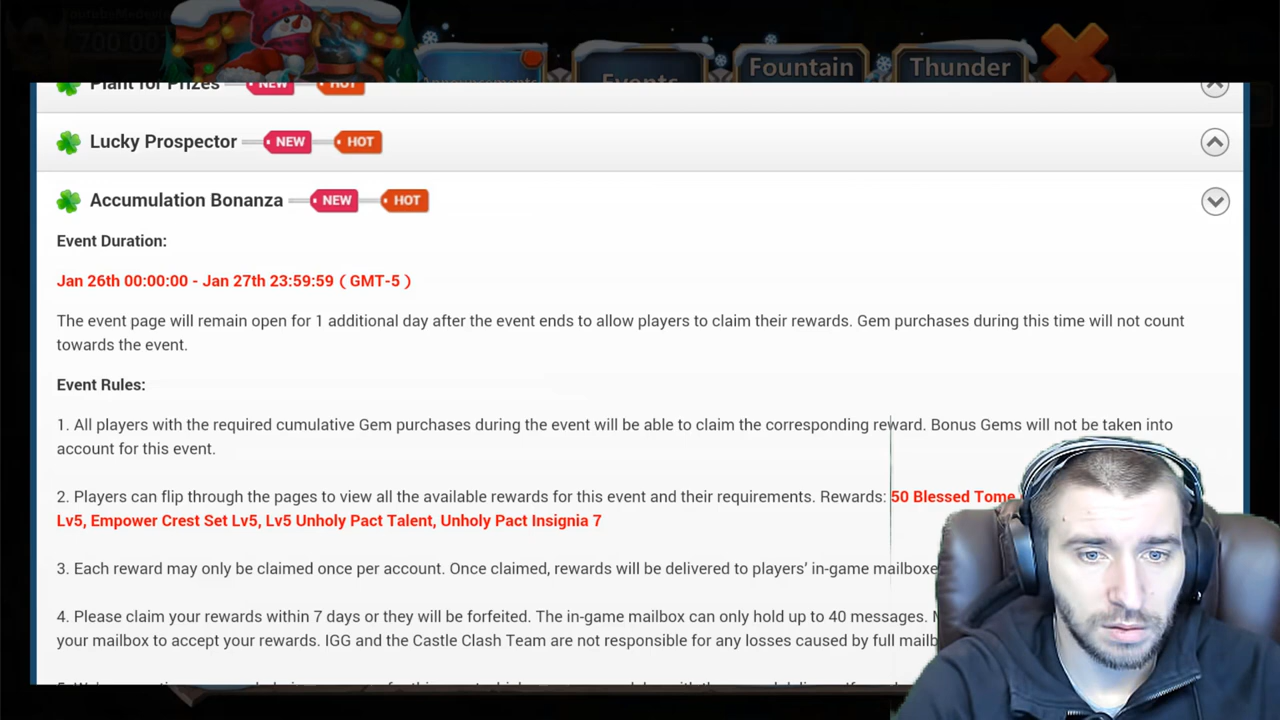 Announcements
Events
Fountain
Thunder
Plant for Prizes NEW HOT
Lucky Prospector NEW HOT
Accumulation Bonanza NEW HOT
Event Duration:
Jan 26th 00:00:00 - Jan 27th 23:59:59 ( GMT-5 )
The event page will remain open for 1 additional day after the event ends to allow players to claim their rewards. Gem purchases during this time will not count
towards the event.
Event Rules:
1. All players with the required cumulative Gem purchases during the event will be able to claim the corresponding reward. Bonus Gems will not be taken into
account for this event.
2. Players can flip through the pages to view all the available rewards for this event and their requirements. Rewards: 50 Blessed Tome
Lv5, Empower Crest Set Lv5, Lv5 Unholy Pact Talent, Unholy Pact Insignia 7
3. Each reward may only be claimed once per account. Once claimed, rewards will be delivered to players' in-game
4. Please claim your rewards within 7 days or they will be forfeited. The in-game mailbox can only hold up to 40 messages.
your mailbox to accept your rewards. IGG and the Castle Clash Team are not responsible for any losses caused by full